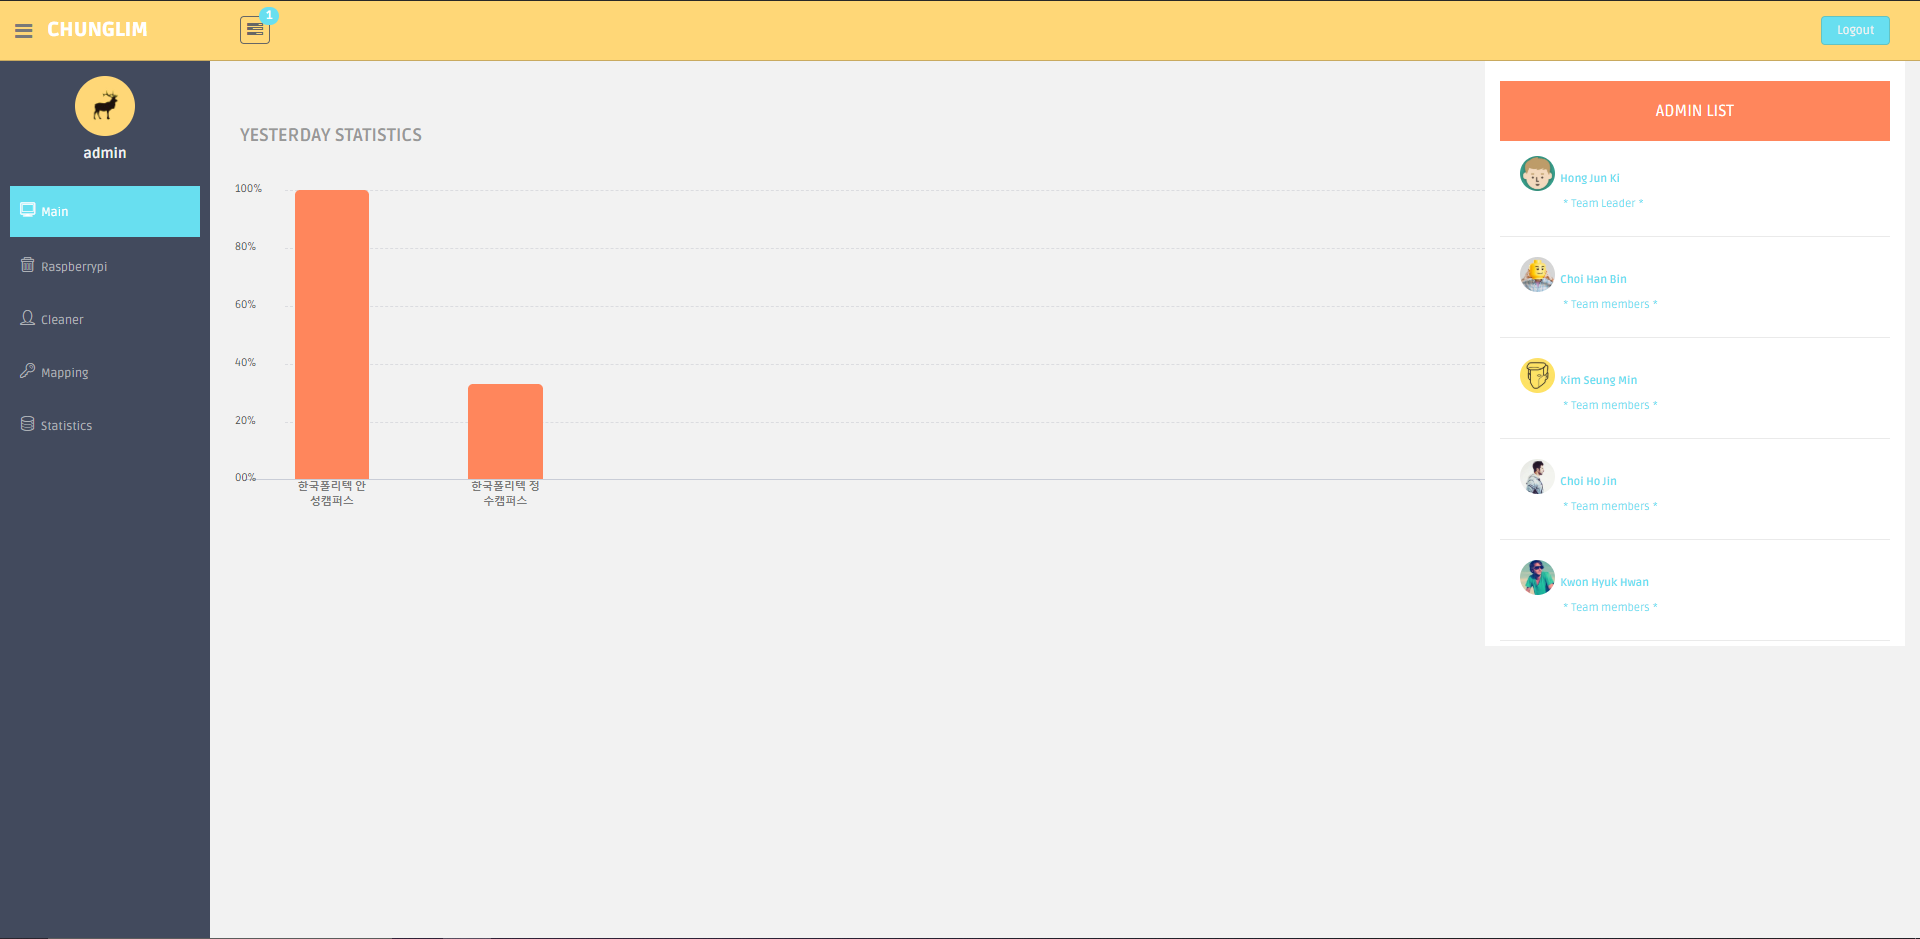 CHUNGLIM
1
Logout
admin
Main
Raspberrypi
Cleaner
Mapping
Statistics
YESTERDAY STATISTICS
100%
80%
60%
40%
20%
00%
한국폴리텍 안
성캠퍼스
한국폴리텍 정
수캠퍼스
ADMIN LIST
Hong Jun Ki
* Team Leader *
Choi Han Bin
* Team members *
Kim Seung Min
* Team members *
Choi Ho Jin
* Team members *
Kwon Hyuk Hwan
* Team members *